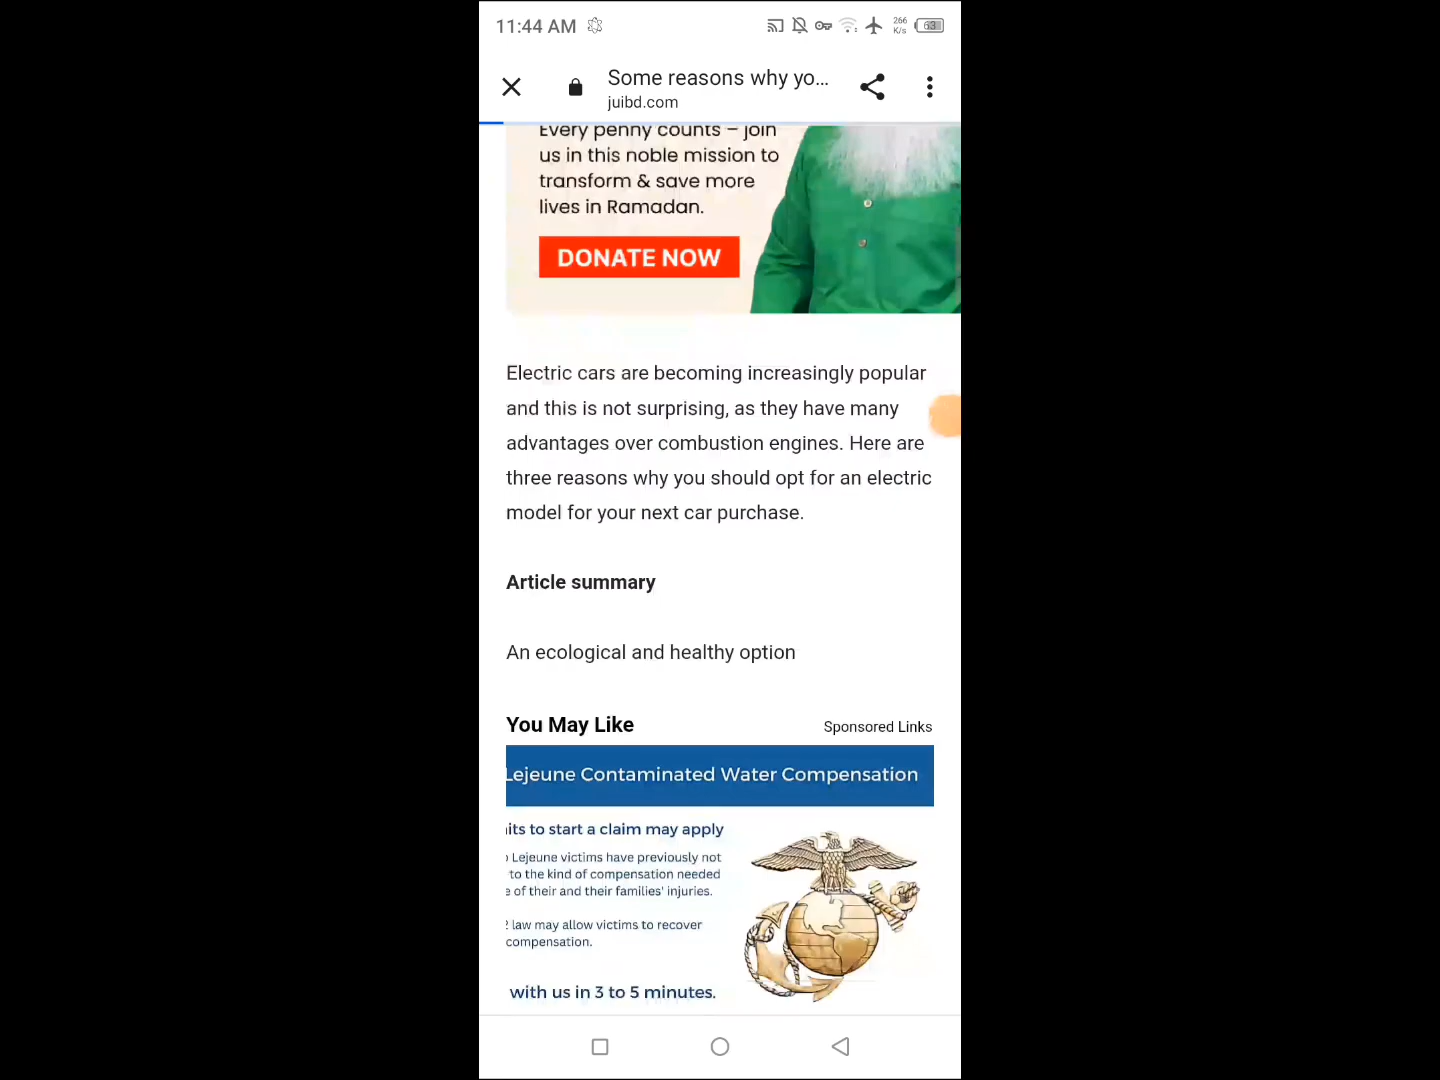 11:44 AM
266
K/s
63
Some reasons why yo...
juibd.com
Every penny counts – join
us in this noble mission to
transform & save more
lives in Ramadan.
DONATE NOW
Electric cars are becoming increasingly popular
and this is not surprising, as they have many
advantages over combustion engines. Here are
three reasons why you should opt for an electric
model for your next car purchase.
Article summary
An ecological and healthy option
You May Like
Sponsored Links
Lejeune Contaminated Water Compensation
its to start a claim may apply
Lejeune victims have previously not
to the kind of compensation needed
e of their and their families' injuries.
law may allow victims to recover
compensation.
with us in 3 to 5 minutes.